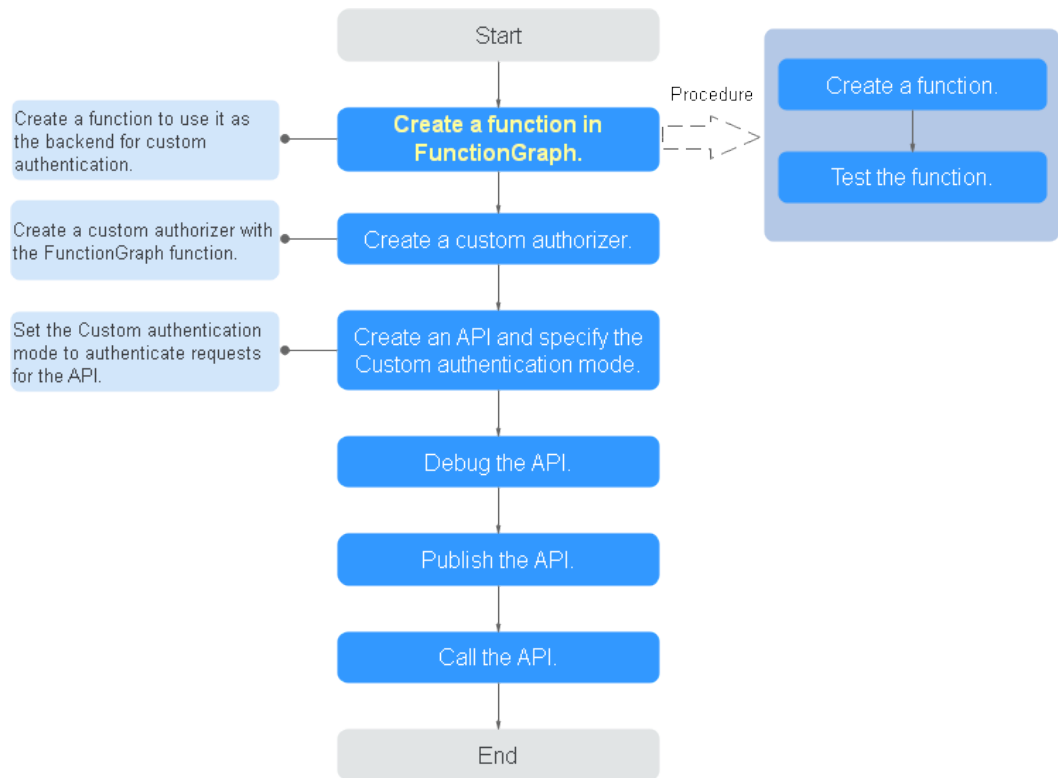 Start
Create a function to use it as
the backend for custom
authentication.
Create a function in
FunctionGraph.
Procedure
Create a function.
Test the function.
Create a custom authorizer with
the FunctionGraph function.
Create a custom authorizer.
Set the Custom authentication
mode to authenticate requests
for the API.
Create an API and specify the
Custom authentication mode.
Debug the API.
Publish the API.
Call the API.
End